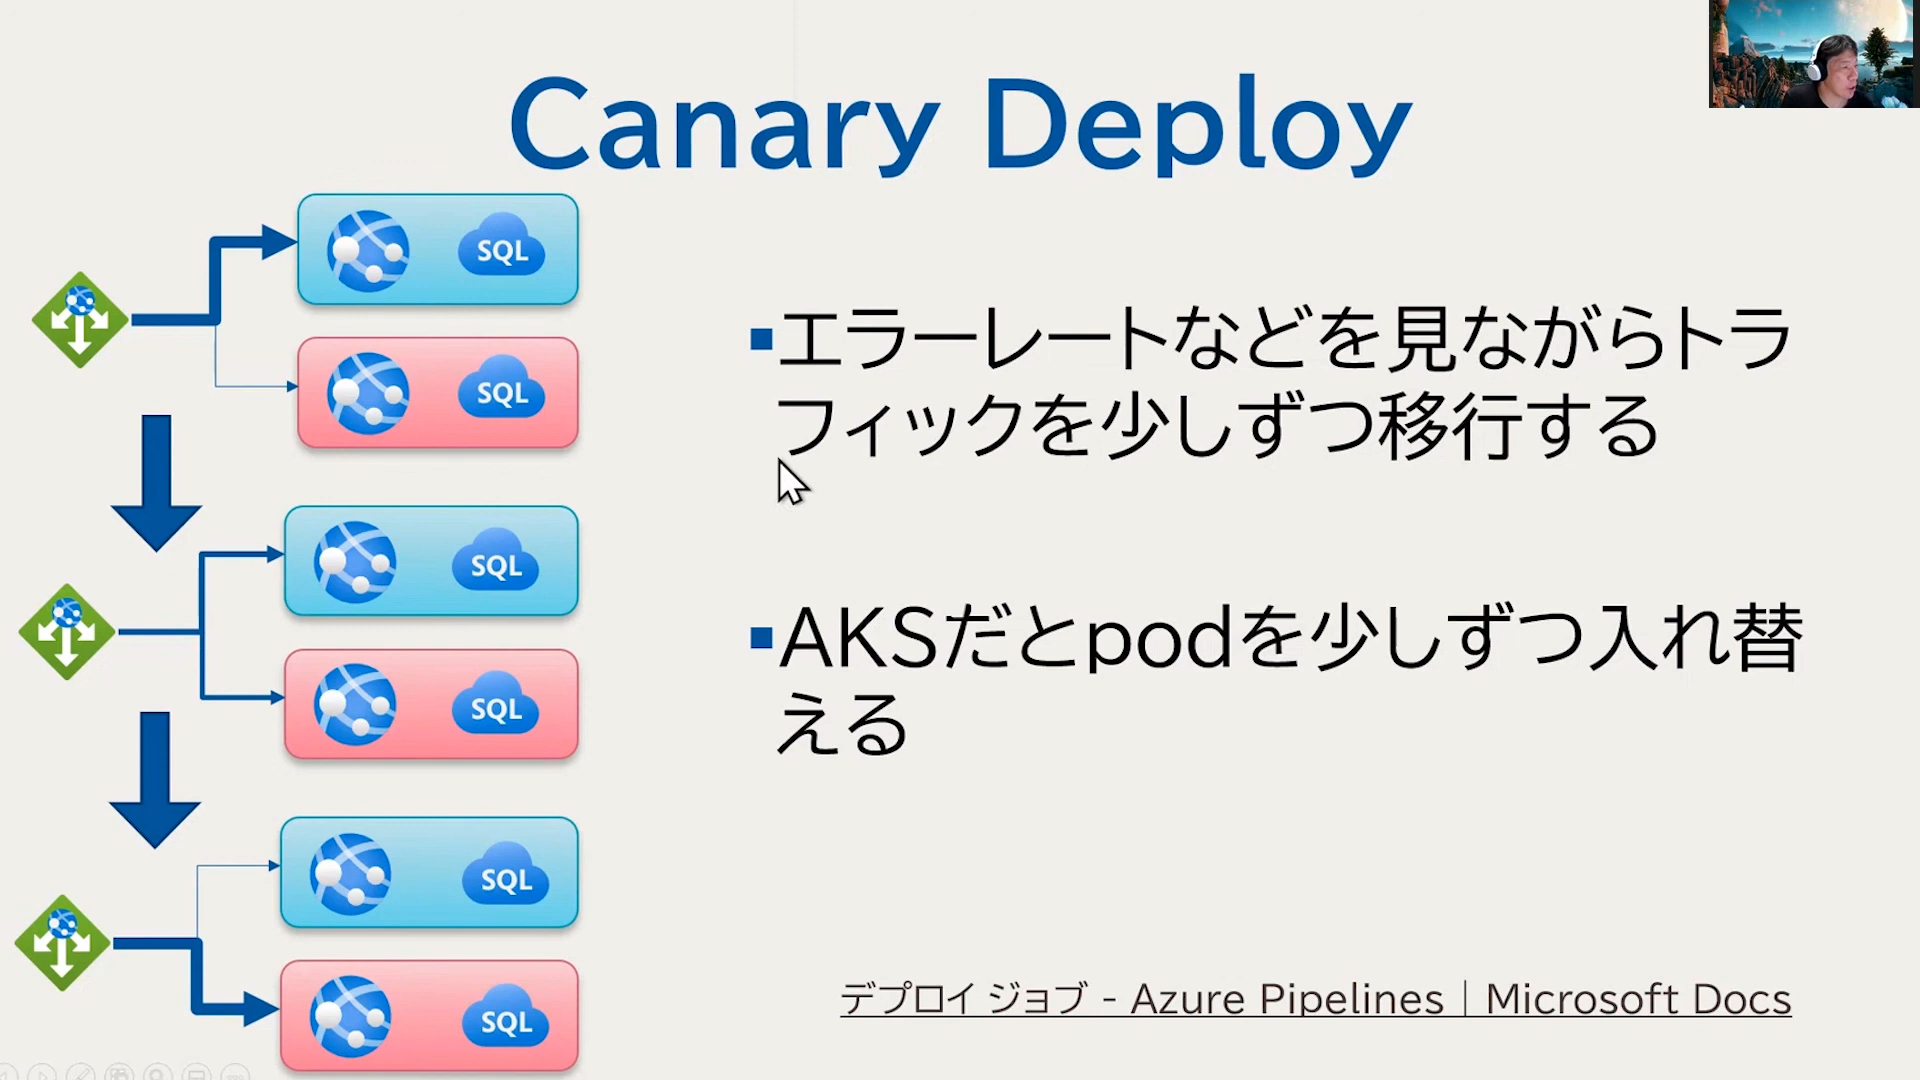 Canary Deploy
SQL
SQL
SQL
SQL
SQL
SQL
▪エラーレートなどを見ながらトラ
フィックを少しずつ移行する
▪AKSだとpodを少しずつ入れ替
える
デプロイ ジョブ - Azure Pipelines | Microsoft Docs